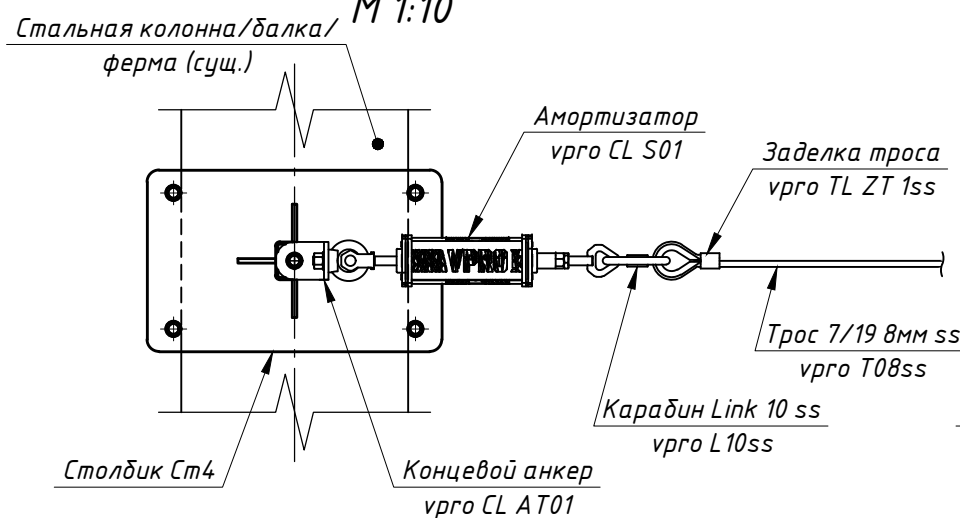 М 1:10
Стальная колонна/балка/
ферма (сущ.)
Амортизатор
vpro CL S01
Заделка троса
vpro TL ZT 1ss
VPRO
Трос 7/19 8мм ss
vpro T08ss
Карабин Link 10 ss
vpro L10ss
Столбик Ст4
Концевой анкер
vpro CL AT01